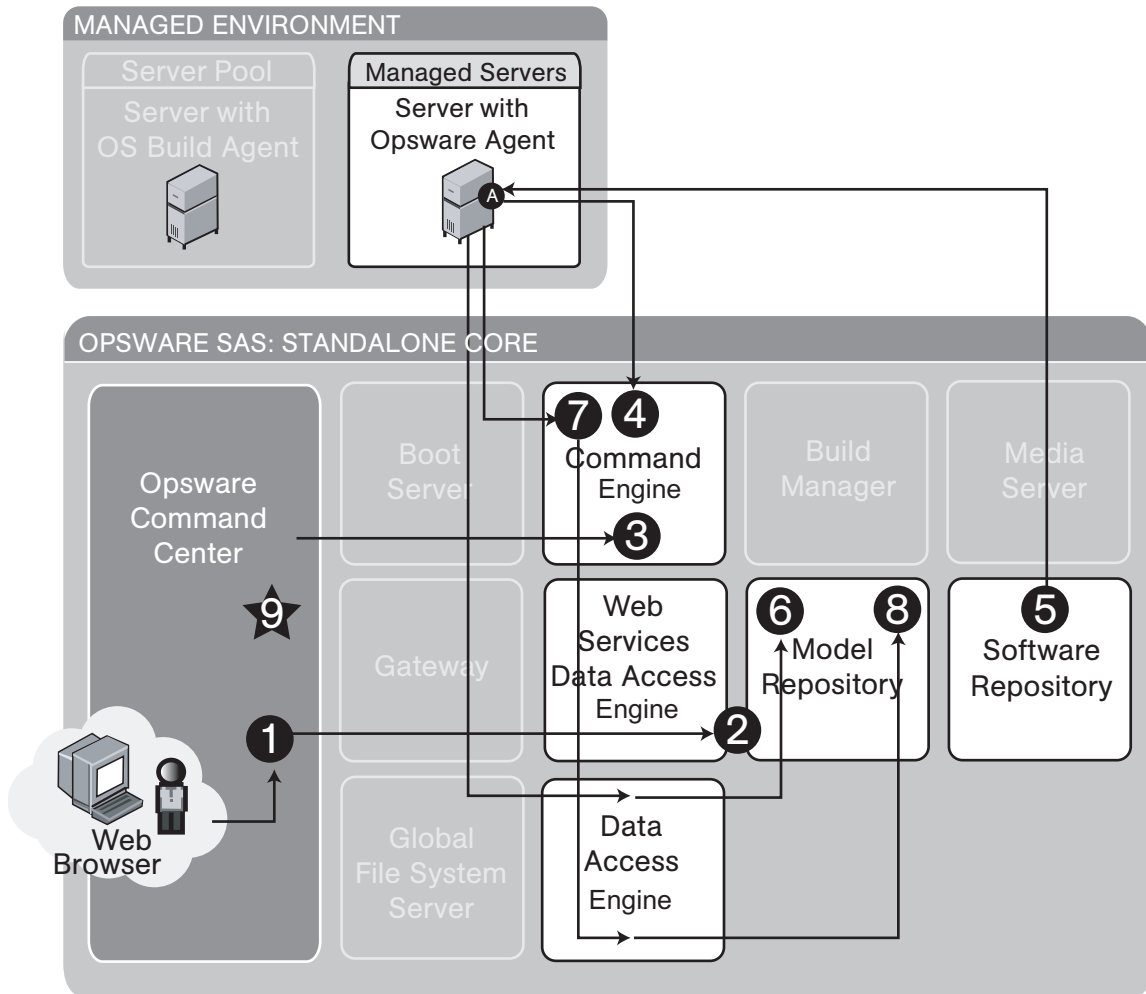 MANAGED ENVIRONMENT
Server Pool
Server with
OS Build Agent
Managed Servers
Server with
Opsware Agent
A
OPSWARE SAS: STANDALONE CORE
Opsware
Command
Center
9
1
Web
Browser
Boot
Server
7
4
Command
Engine
3
Build
Manager
Media
Server
Gateway
Web
Services
Data Access
Engine
2
6
8
Model
Repository
5
Software
Repository
Global
File System
Server
Data
Access
Engine